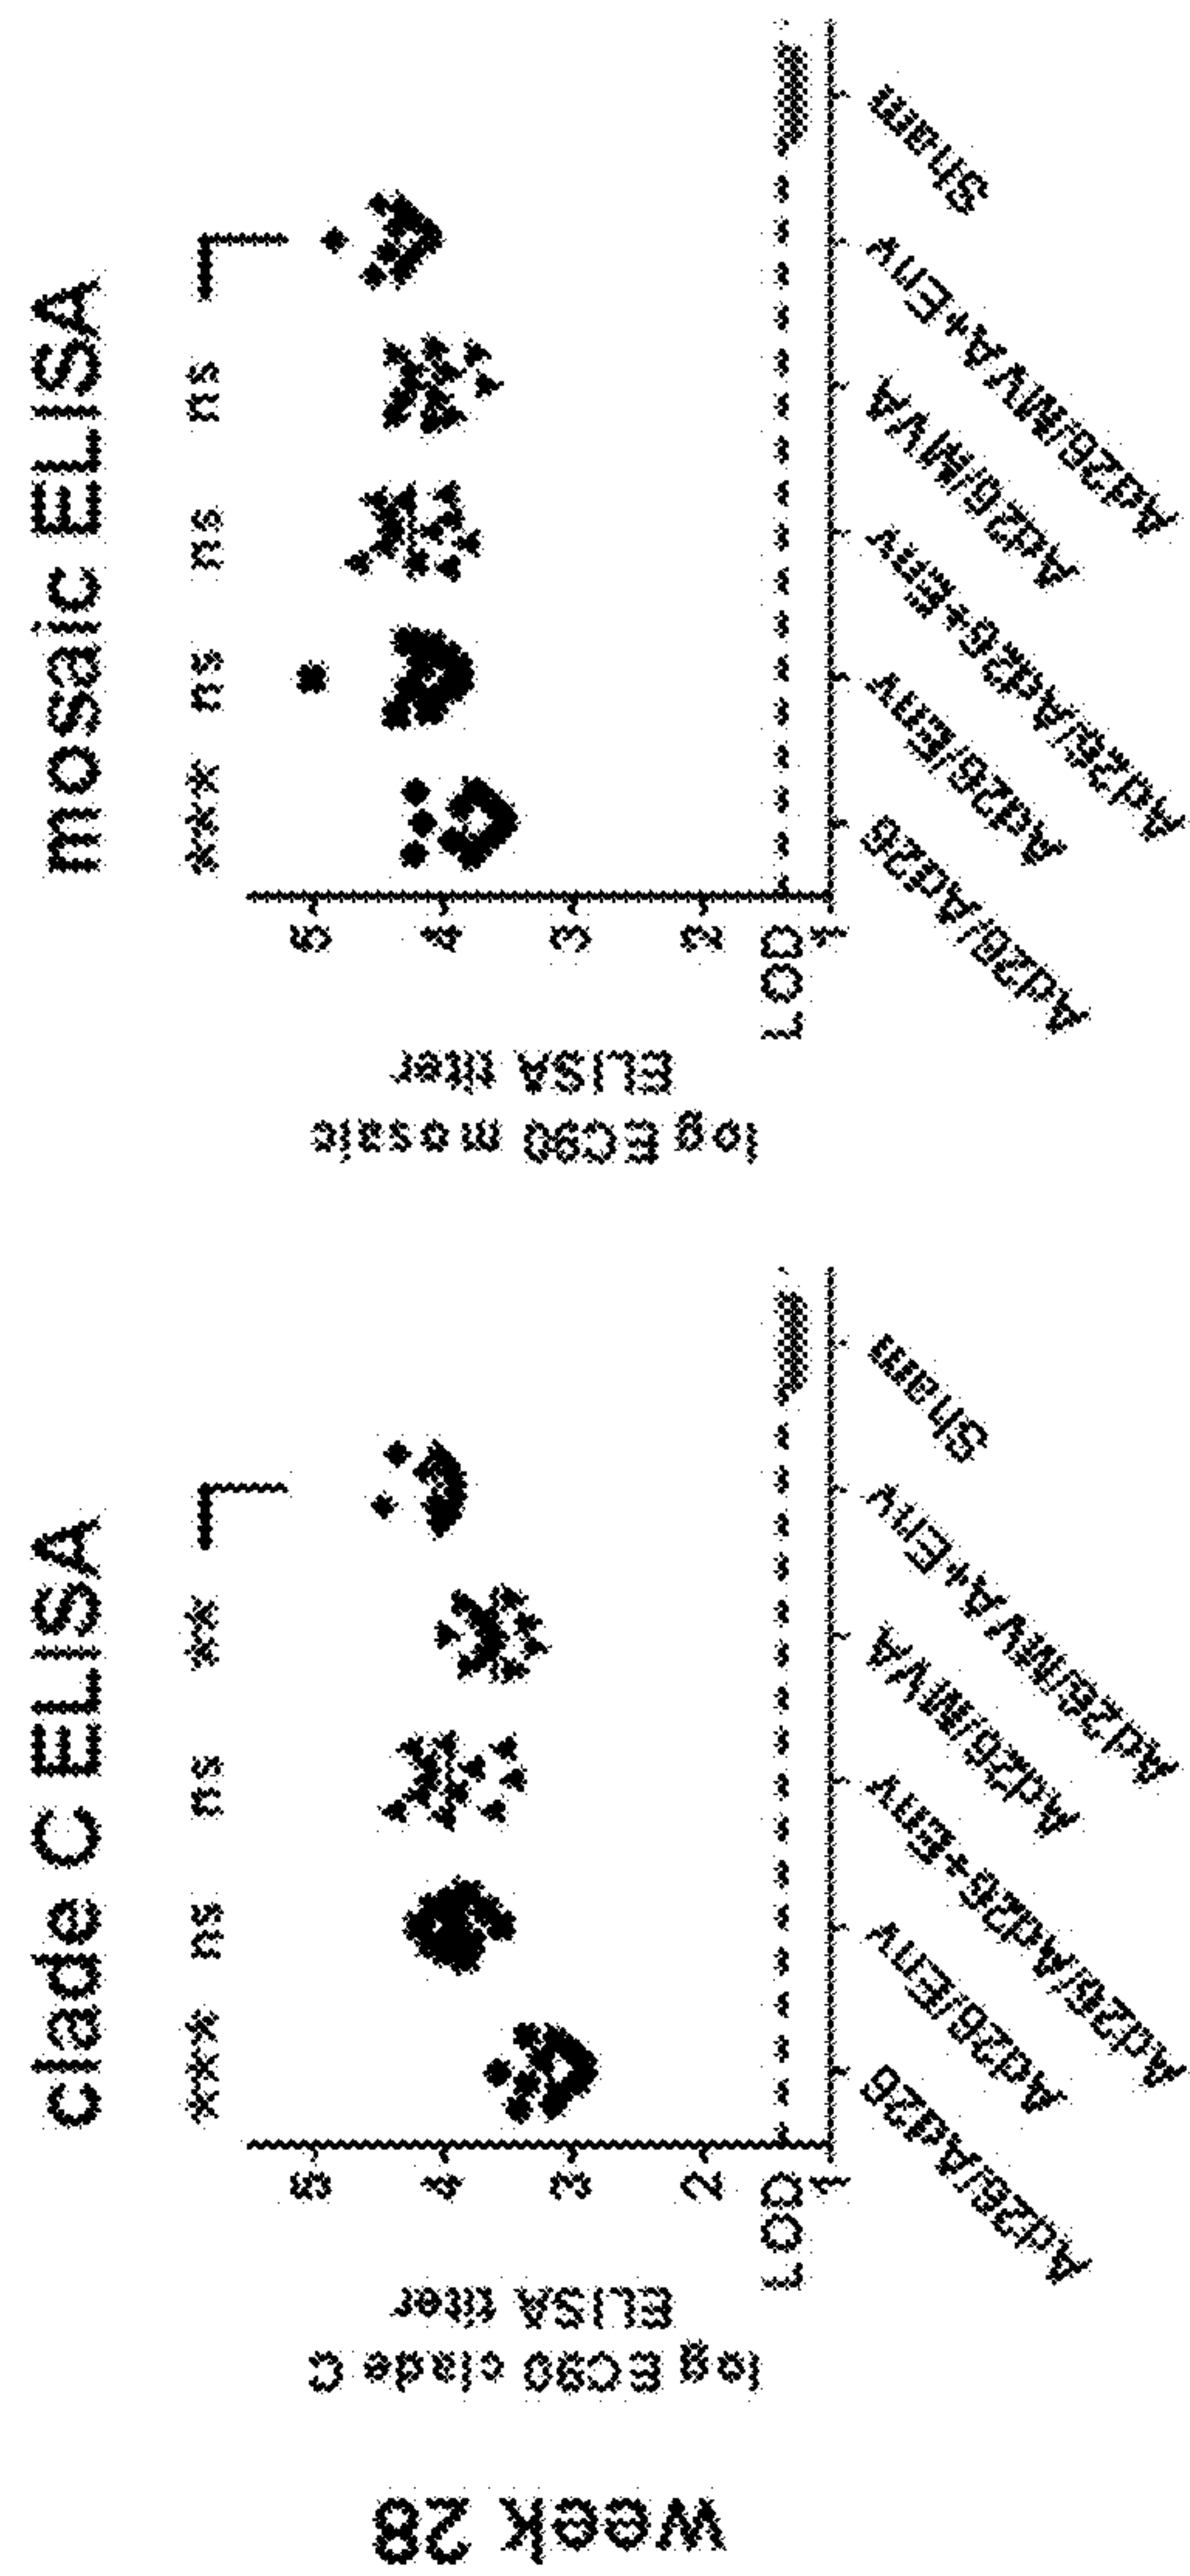 week 28
clade C ELISA
*** ns ns **
log EC90 clade C
ELISA titer
5
4
3
2
LOD
1
Ad26/Ad26
Ad26/Env
Ad26/Ad26+Env
Ad26/MVA
Ad26/MVA+Env
Sham
mosaic ELISA
*** ns ns ns
log EC90 mosaic
ELISA titer
5
4
3
2
LOD
1
Ad26/Ad26
Ad26/Env
Ad26/Ad26+Env
Ad26/MVA
Ad26/MVA+Env
Sham